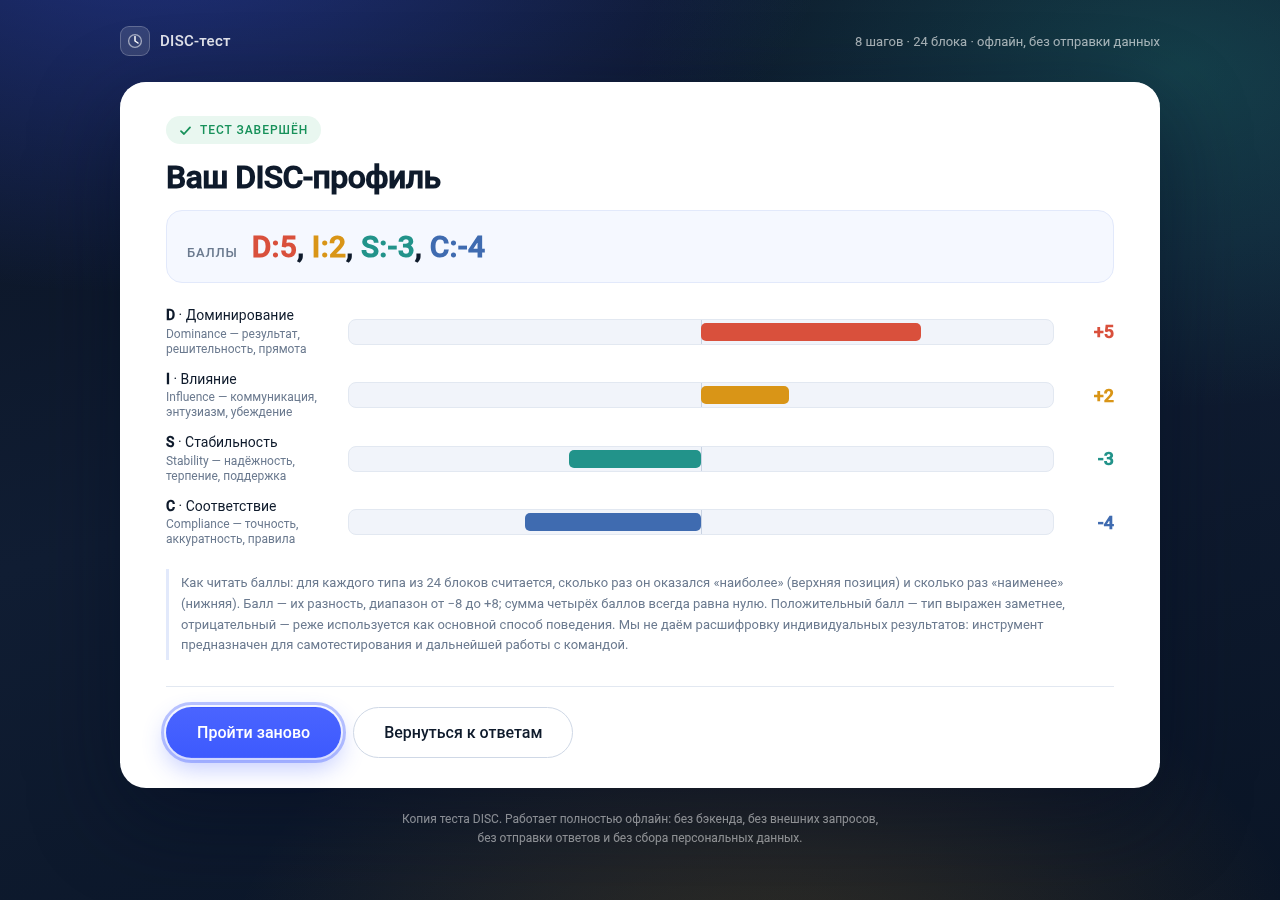 DISC-тест
8 шагов · 24 блока · офлайн, без отправки данных
ТЕСТ ЗАВЕРШЁН
Ваш DISC-профиль
БАЛЛЫ D:5, I:2, S:-3, C:-4
D · Доминирование
Dominance — результат,
решительность, прямота
+5
I · Влияние
Influence — коммуникация,
энтузиазм, убеждение
+2
S · Стабильность
Stability — надёжность,
терпение, поддержка
-3
C · Соответствие
Compliance — точность,
аккуратность, правила
-4
Как читать баллы: для каждого типа из 24 блоков считается, сколько раз он оказался «наиболее» (верхняя позиция) и сколько раз «наименее»
(нижняя). Балл — их разность, диапазон от −8 до +8; сумма четырёх баллов всегда равна нулю. Положительный балл — тип выражен заметнее,
отрицательный — реже используется как основной способ поведения. Мы не даём расшифровку индивидуальных результатов: инструмент
предназначен для самотестирования и дальнейшей работы с командой.
Пройти заново
Вернуться к ответам
Копия теста DISC. Работает полностью офлайн: без бэкенда, без внешних запросов,
без отправки ответов и без сбора персональных данных.